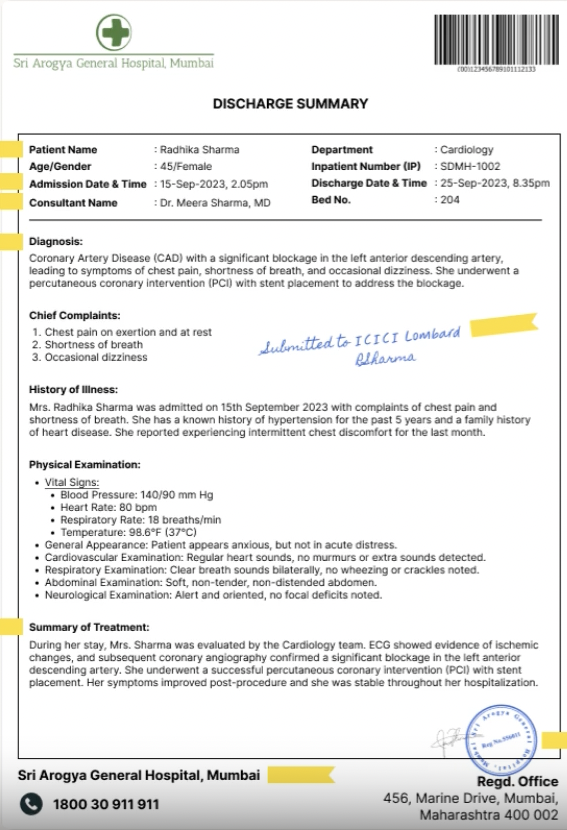 Sri Arogya General Hospital, Mumbai
(00)123456789101112133
DISCHARGE SUMMARY
Patient Name : Radhika Sharma Department : Cardiology
Age/Gender : 45/Female Inpatient Number (IP) : SDMH-1002
Admission Date & Time : 15-Sep-2023, 2.05pm Discharge Date & Time : 25-Sep-2023, 8.35pm
Consultant Name : Dr. Meera Sharma, MD Bed No. : 204
Diagnosis:
Coronary Artery Disease (CAD) with a significant blockage in the left anterior descending artery,
leading to symptoms of chest pain, shortness of breath, and occasional dizziness. She underwent a
percutaneous coronary intervention (PCI) with stent placement to address the blockage.
Chief Complaints:
1. Chest pain on exertion and at rest
2. Shortness of breath
3. Occasional dizziness
Submitted to ICICI Lombard
RSharma
History of Illness:
Mrs. Radhika Sharma was admitted on 15th September 2023 with complaints of chest pain and
shortness of breath. She has a known history of hypertension for the past 5 years and a family history
of heart disease. She reported experiencing intermittent chest discomfort for the last month.
Physical Examination:
• Vital Signs:
• Blood Pressure: 140/90 mm Hg
• Heart Rate: 80 bpm
• Respiratory Rate: 18 breaths/min
• Temperature: 98.6°F (37°C)
• General Appearance: Patient appears anxious, but not in acute distress.
• Cardiovascular Examination: Regular heart sounds, no murmurs or extra sounds detected.
• Respiratory Examination: Clear breath sounds bilaterally, no wheezing or crackles noted.
• Abdominal Examination: Soft, non-tender, non-distended abdomen.
• Neurological Examination: Alert and oriented, no focal deficits noted.
Summary of Treatment:
During her stay, Mrs. Sharma was evaluated by the Cardiology team. ECG showed evidence of ischemic
changes, and subsequent coronary angiography confirmed a significant blockage in the left anterior
descending artery. She underwent a successful percutaneous coronary intervention (PCI) with stent
placement. Her symptoms improved post-procedure and she was stable throughout her hospitalization.
Sri Arogya General Hospital, Mumbai
Reg No.
Sri Arogya General Hospital, Mumbai
1800 30 911 911
Regd. Office
456, Marine Drive, Mumbai,
Maharashtra 400 002